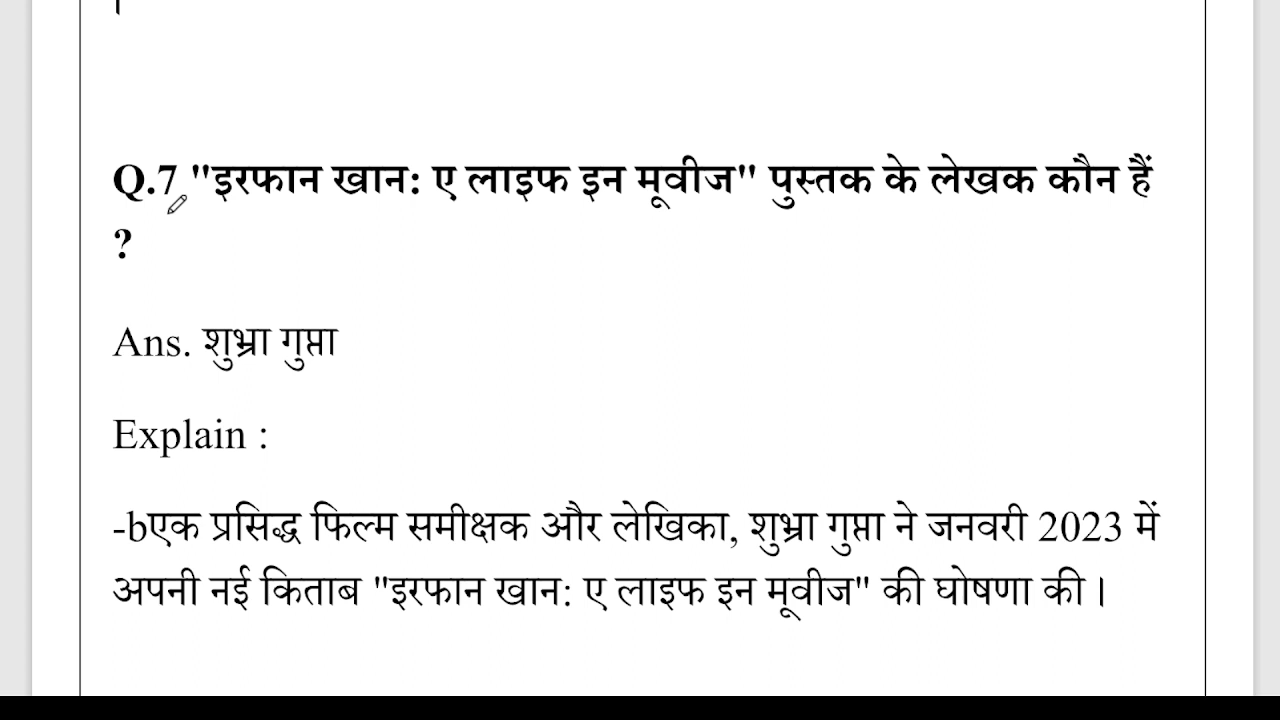 Q.7 "इरफान खान: ए लाइफ इन मूवीज" पुस्तक के लेखक कौन हैं
?
Ans. शुभ्रा गुप्ता
Explain :
-bएक प्रसिद्ध फिल्म समीक्षक और लेखिका, शुभ्रा गुप्ता ने जनवरी 2023 में
अपनी नई किताब "इरफान खान: ए लाइफ इन मूवीज" की घोषणा की।